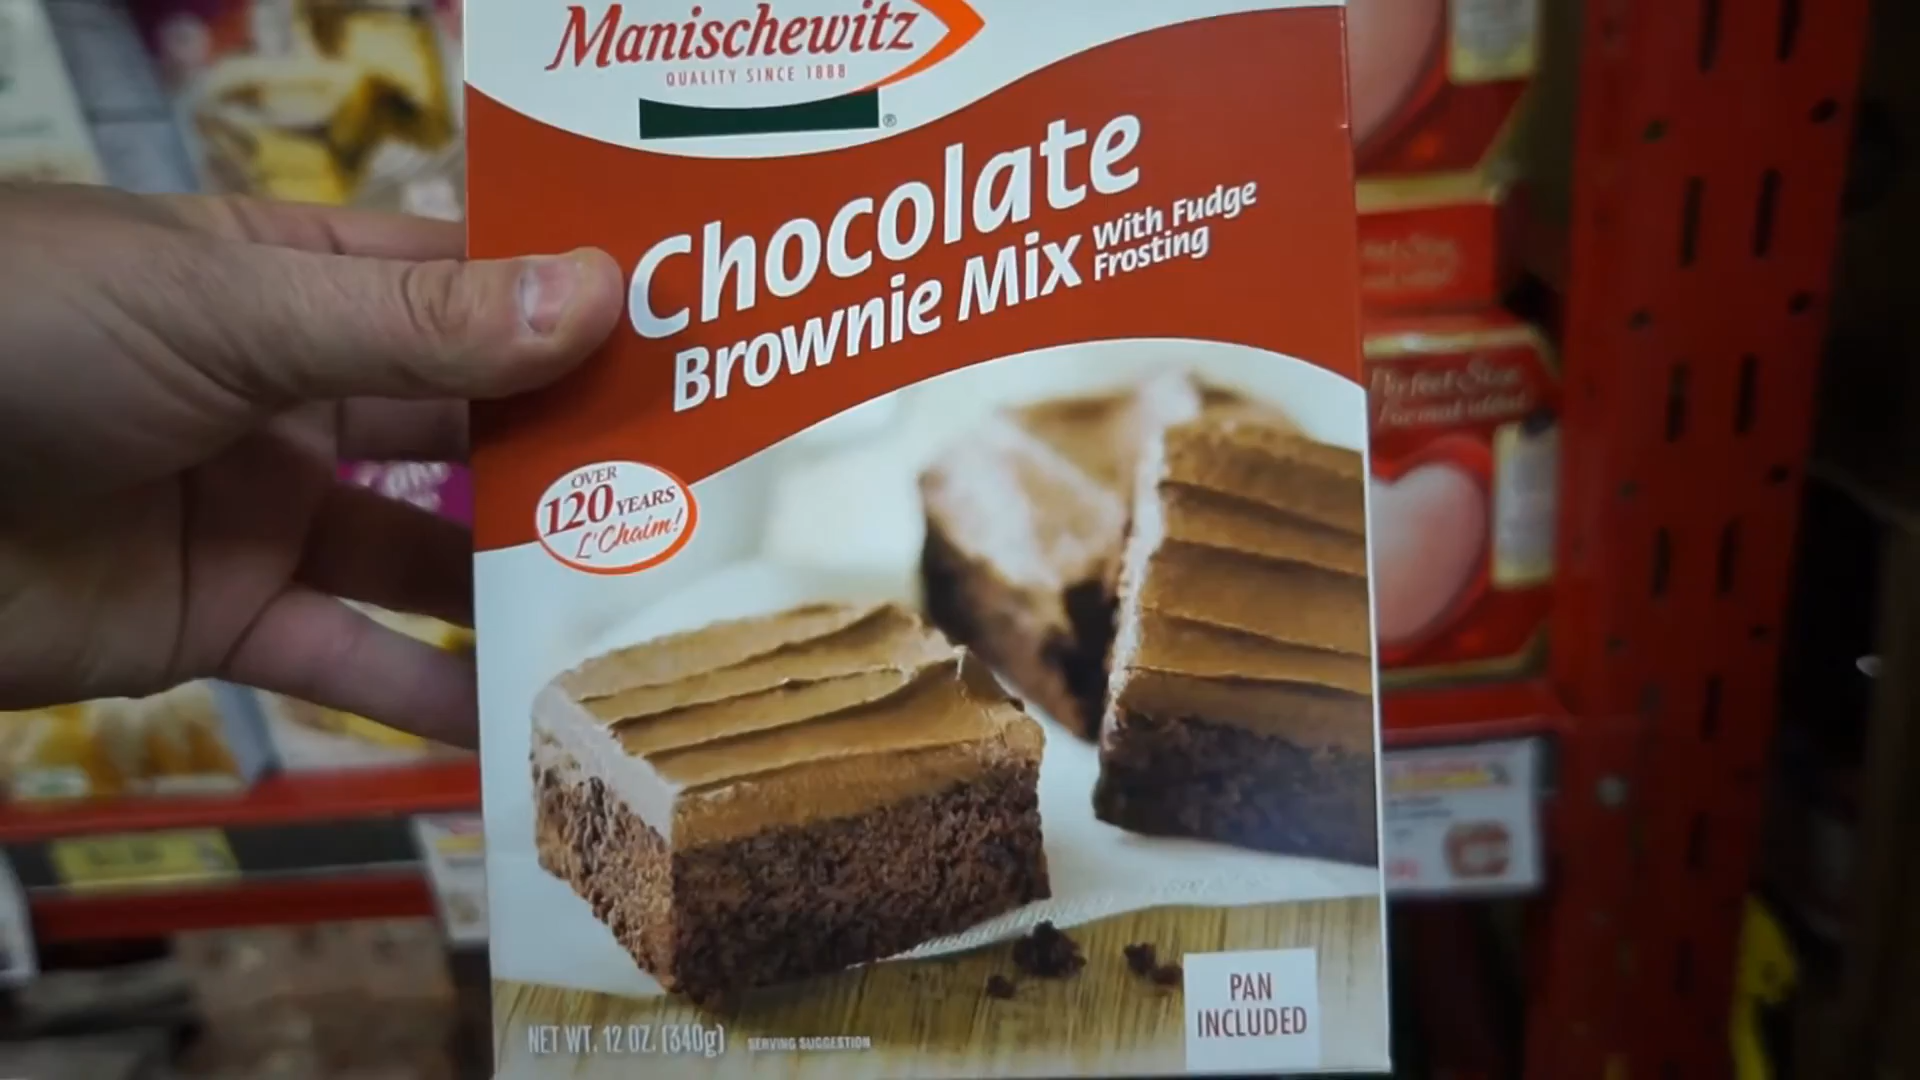 Manischewitz
QUALITY SINCE 1888
®
Chocolate
Brownie Mix With Fudge
Frosting
OVER
120 YEARS
L'Chaim!
PAN
INCLUDED
NET WT. 12 OZ. (340g)
SERVING SUGGESTION